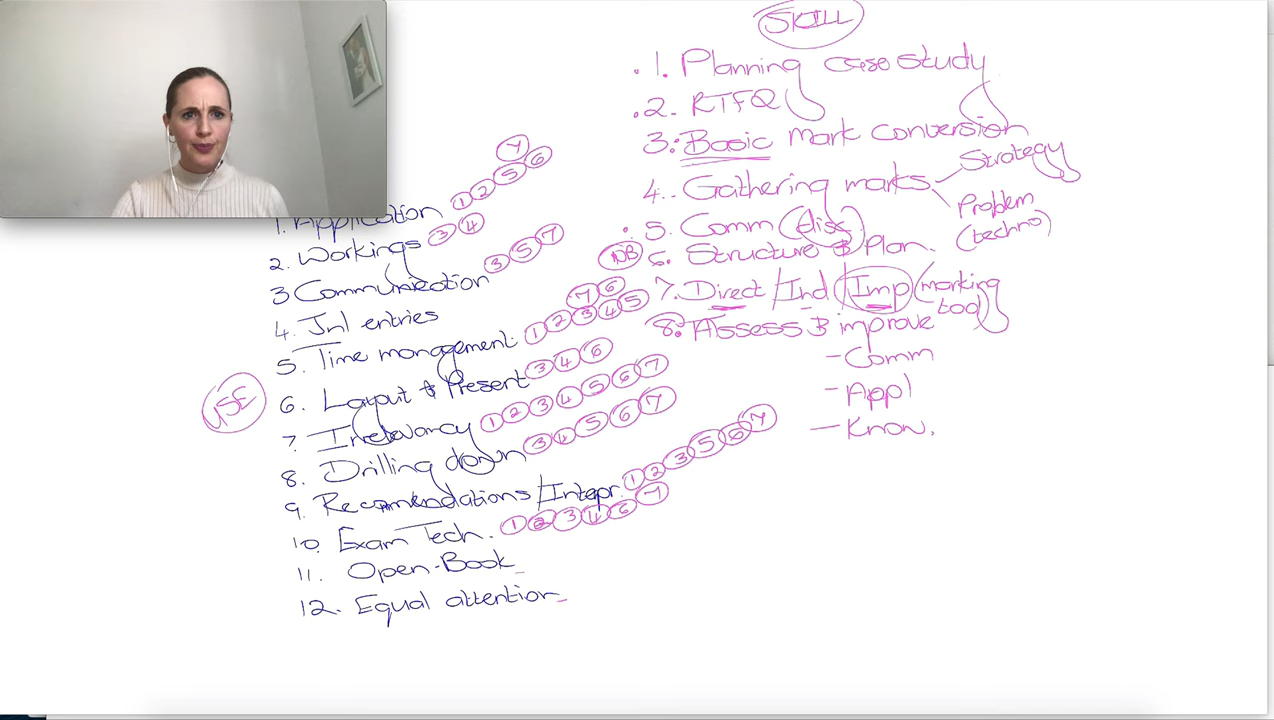 SKILL
.1. Planning case study
.2. RTFQ
3: Basic mark conversion
4.. Gathering marks
Strategy
Problem
(techno)
.5. Comm (disc)
NB 6. Structure & Plan.
7. Direct / Ind / Imp (marking tool)
8. Assess & improve
- Comm
- Appl
- Know.
USE
1. Application 1 2 5 6 7
2. Workings 3 4
3 Communication 3 5 7
4. Jnl entries
5. Time management. 1 2 3 4 5 7 6
6. Layout & Present 3 4 6
7. Irrelevancy 1 2 3 4 5 6 7
8. Drilling down 3 4 5 6 7
9. Recomendations / Interpr. 1 2 3 5 6 7
10. Exam Tech. 1 2 3 4 6 7
11. Open-Book
12. Equal attention